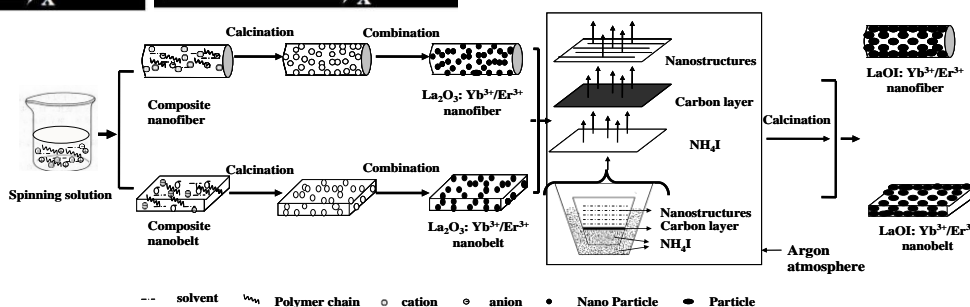 Calcination
Combination
Composite
nanofiber
La₂O₃: Yb³⁺/Er³⁺
nanofiber
Spinning solution
Calcination
Combination
Composite
nanobelt
La₂O₃: Yb³⁺/Er³⁺
nanobelt
Nanostructures
Carbon layer
NH₄I
Nanostructures
Carbon layer
NH₄I
Argon
atmosphere
Calcination
LaOI: Yb³⁺/Er³⁺
nanofiber
LaOI: Yb³⁺/Er³
nanobelt
solvent
Polymer chain
cation
anion
Nano Particle
Particle